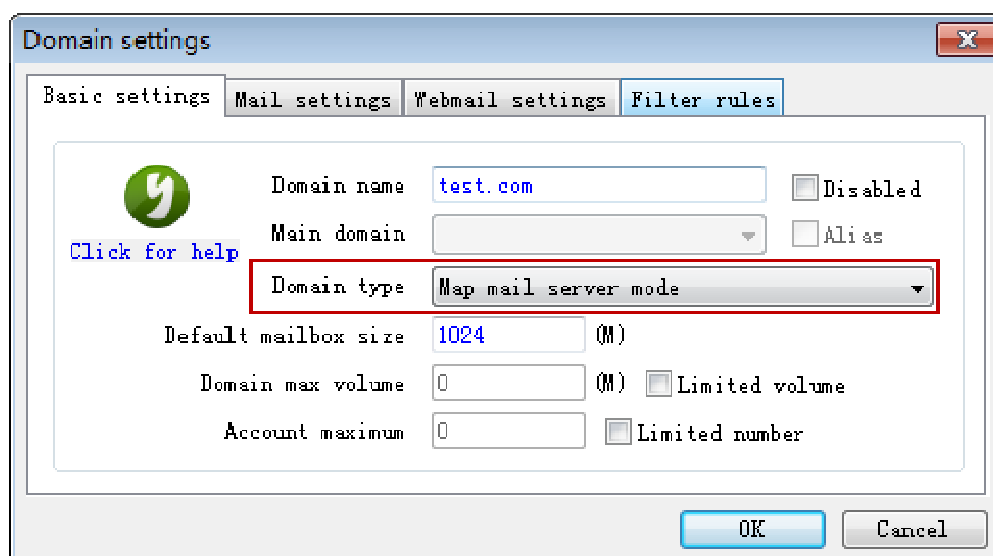 Domain settings
Basic settings Mail settings Webmail settings Filter rules
Domain name test.com Disabled
Main domain Alias
Click for help
Domain type Map mail server mode
Default mailbox size 1024 (M)
Domain max volume 0 (M) Limited volume
Account maximum 0 Limited number
OK Cancel